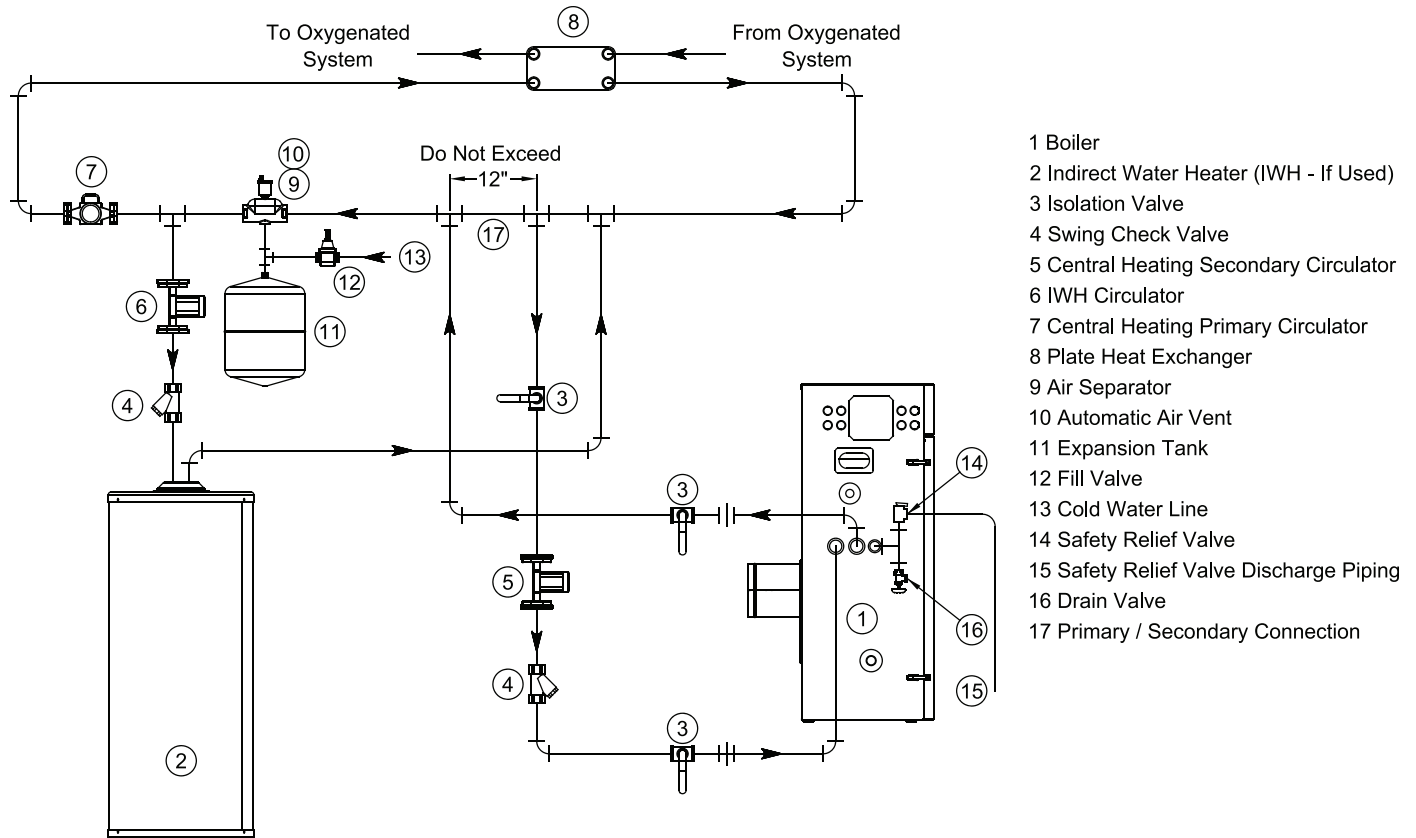 8
To Oxygenated
System
From Oxygenated
System
10
Do Not Exceed
7
9
12"
17
13
12
6
11
4
3
14
3
5
1
16
4
15
3
2
1 Boiler
2 Indirect Water Heater (IWH - If Used)
3 Isolation Valve
4 Swing Check Valve
5 Central Heating Secondary Circulator
6 IWH Circulator
7 Central Heating Primary Circulator
8 Plate Heat Exchanger
9 Air Separator
10 Automatic Air Vent
11 Expansion Tank
12 Fill Valve
13 Cold Water Line
14 Safety Relief Valve
15 Safety Relief Valve Discharge Piping
16 Drain Valve
17 Primary / Secondary Connection